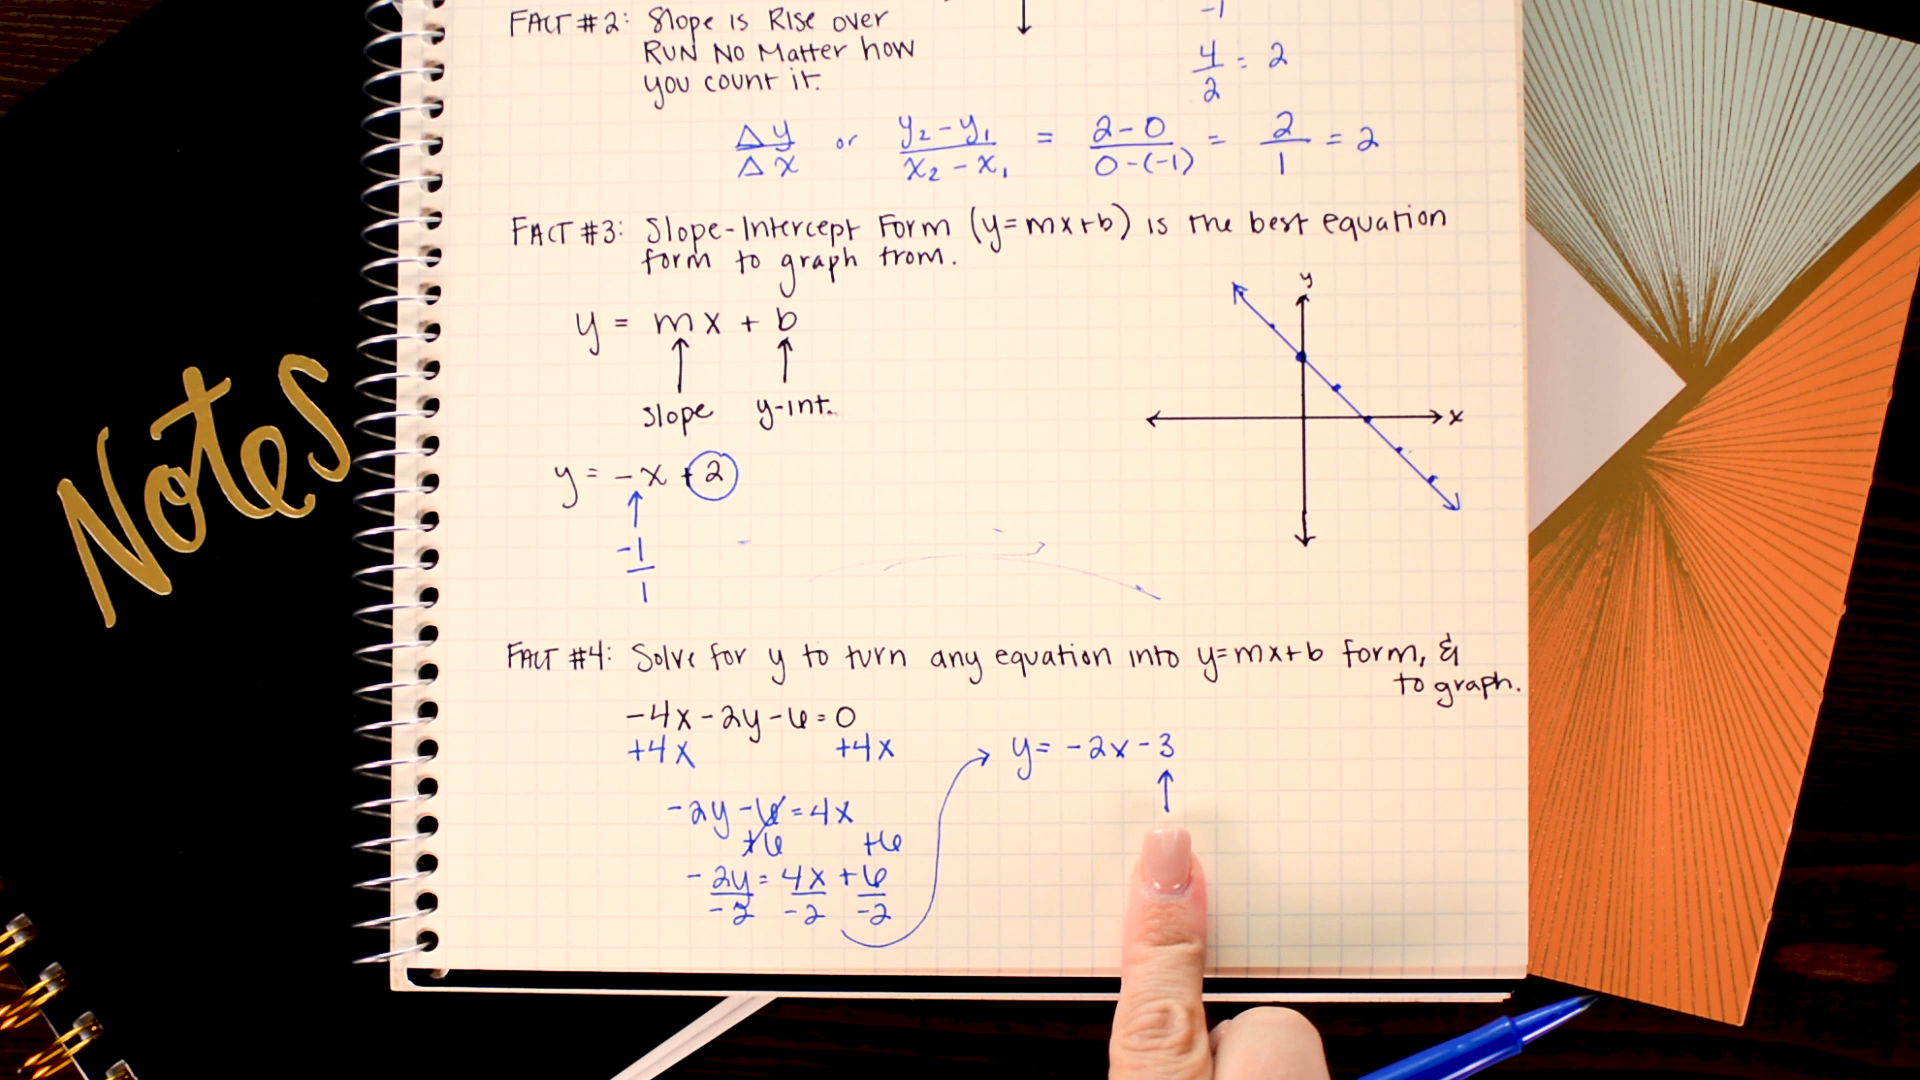 Notes
FACT #2: Slope is Rise over
RUN No Matter how
you count it.
-1
4/2 = 2
Δy/Δx or y₂-y₁/x₂-x₁ = 2-0/0-(-1) = 2/1 = 2
FACT #3: Slope-Intercept Form (y=mx+b) is the best equation
form to graph from.
y = mx + b
slope y-int.
y = -x + 2
-1/1
y
x
FACT #4: Solve for y to turn any equation into y=mx+b form, &
to graph.
-4x-2y-6=0
+4x +4x
-2y-6=4x
+6 +6
-2y/-2 = 4x/-2 + 6/-2
y = -2x - 3